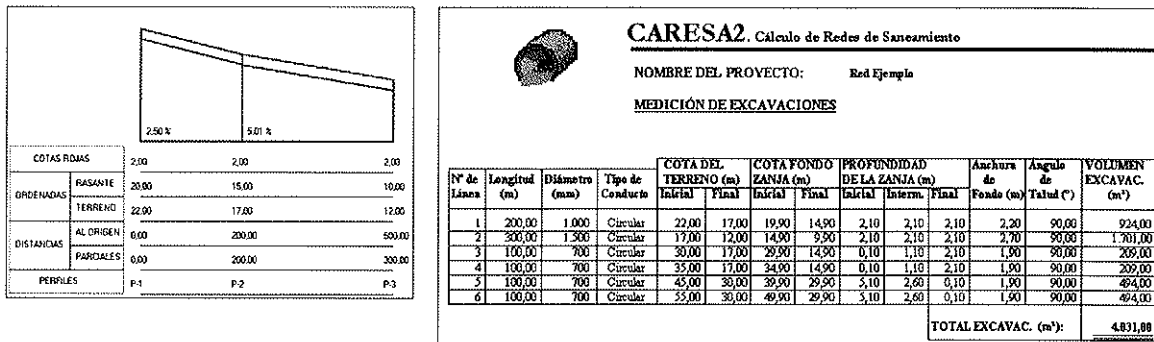 2.50 % 5.01 %
COTAS ROJAS 2,00 2,00 2,00
ORDENADAS RASANTE 20,00 15,00 10,00
TERRENO 22,00 17,00 12,00
DISTANCIAS AL ORIGEN 0,00 200,00 500,00
PARCIALES 0,00 200,00 300,00
PERFILES P-1 P-2 P-3
CARESA2. Cálculo de Redes de Saneamiento
NOMBRE DEL PROYECTO: Red Ejemplo
MEDICIÓN DE EXCAVACIONES
Nº de Línea Longitud (m) Diámetro (mm) Tipo de Conducto COTA DEL TERRENO (m) Inicial Final COTA FONDO ZANJA (m) Inicial Final PROFUNDIDAD DE LA ZANJA (m) Inicial Interm. Final Anchura de Fondo (m) Angulo de Talud (º) VOLUMEN EXCAVAC. (m³)
1 200,00 1.000 Circular 22,00 17,00 19,90 14,90 2,10 2,10 2,10 2,20 90,00 924,00
2 300,00 1.500 Circular 17,00 12,00 14,90 9,90 2,10 2,10 2,10 2,70 90,00 1.701,00
3 100,00 700 Circular 30,00 17,00 29,90 14,90 0,10 1,10 2,10 1,90 90,00 209,00
4 100,00 700 Circular 35,00 17,00 34,90 14,90 0,10 1,10 2,10 1,90 90,00 209,00
5 100,00 700 Circular 45,00 30,00 39,90 29,90 5,10 2,60 0,10 1,90 90,00 494,00
6 100,00 700 Circular 55,00 30,00 49,90 29,90 5,10 2,60 0,10 1,90 90,00 494,00
TOTAL EXCAVAC. (m³): 4.031,00